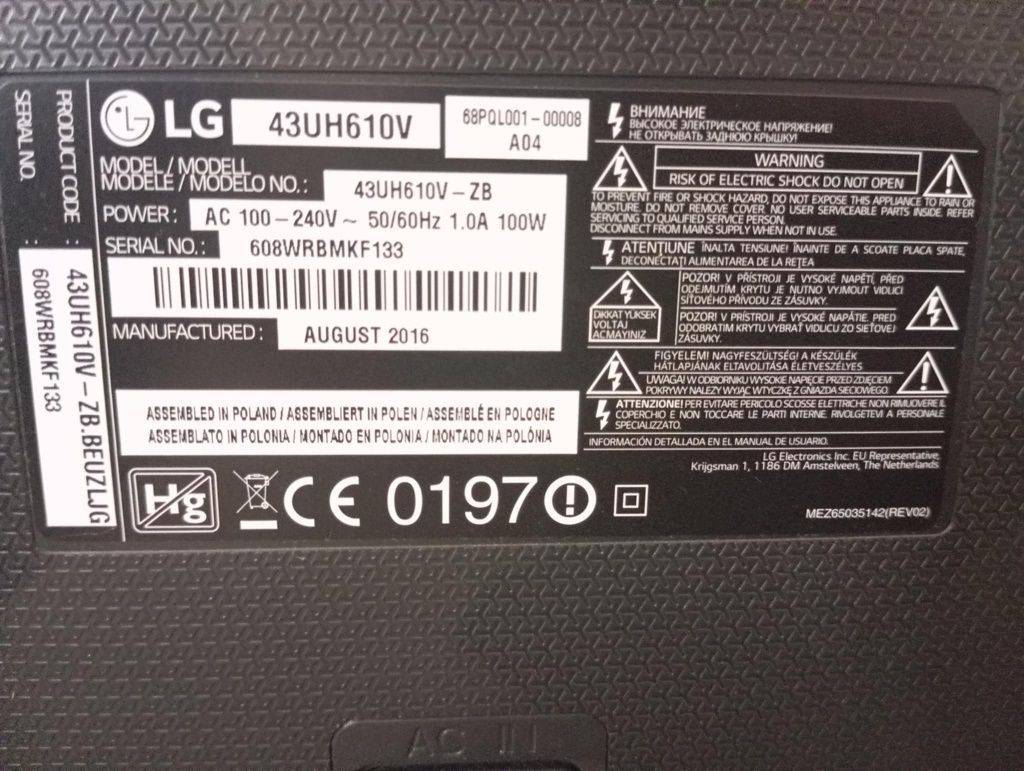 PRODUCT CODE : 43UH610V-ZB.BEUZLJG
SERIAL NO. : 608WRBMKF133
LG 43UH610V
68PQL001-00008
A04
MODEL / MODELL
MODÈLE / MODELO NO. : 43UH610V-ZB
POWER : AC 100-240V ~ 50/60Hz 1.0A 100W
SERIAL NO. : 608WRBMKF133
MANUFACTURED : AUGUST 2016
ASSEMBLED IN POLAND / ASSEMBLIERT IN POLEN / ASSEMBLÉ EN POLOGNE
ASSEMBLATO IN POLONIA / MONTADO EN POLONIA / MONTADO NA POLÓNIA
Hg
CE 0197
ВНИМАНИЕ
ВЫСОКОЕ ЭЛЕКТРИЧЕСКОЕ НАПРЯЖЕНИЕ!
НЕ ОТКРЫВАТЬ ЗАДНЮЮ КРЫШКУ!
WARNING
RISK OF ELECTRIC SHOCK DO NOT OPEN
TO PREVENT FIRE OR SHOCK HAZARD, DO NOT EXPOSE THIS APPLIANCE TO RAIN OR
MOISTURE. DO NOT REMOVE COVER. NO USER SERVICEABLE PARTS INSIDE. REFER
SERVICING TO QUALIFIED SERVICE PERSON.
DISCONNECT FROM MAINS SUPPLY WHEN NOT IN USE.
ATENȚIUNE ÎNALTA TENSIUNE! ÎNAINTE DE A SCOATE PLACA SPATE,
DECONECTAȚI ALIMENTAREA DE LA REȚEA
DIKKAT YUKSEK
VOLTAJ
ACMAYINIZ
POZOR! V PŘÍSTROJI JE VYSOKÉ NAPĚTÍ, PŘED
ODEJMUTÍM KRYTU JE NUTNO VYJMOUT VIDLICI
SÍŤOVÉHO PŘÍVODU ZE ZÁSUVKY.
POZOR! V PRÍSTROJI JE VYSOKÉ NAPÄTIE. PRED
ODOBRATIM KRYTU VYBRAŤ VIDLICU ZO SIEŤOVEJ
ZÁSUVKY.
FIGYELEM! NAGYFESZÜLTSÉG! A KÉSZÜLÉK
HÁTLAPJÁNAK ELTAVOLÍTÁSA ÉLETVESZÉLYES
UWAGA! W ODBIORNIKU WYSOKIE NAPIĘCIE PRZED ZDJĘCIEM
POKRYWY NALEŻY WYJĄC WTYCZKĘ Z GNIAZDA SIECIOWEGO.
ATTENZIONE! PER EVITARE PERICOLO SCOSSE ELETTRICHE NON RIMUOVERE IL
COPERCHIO E NON TOCCARE LE PARTI INTERNE. RIVOLGETEVI A PERSONALE
SPECIALIZZATO.
INFORMACIÓN DETALLADA EN EL MANUAL DE USUARIO.
LG Electronics Inc. EU Representative,
Krijgsman 1, 1186 DM Amstelveen, The Netherlands
MEZ65035142(REV02)
AC IN